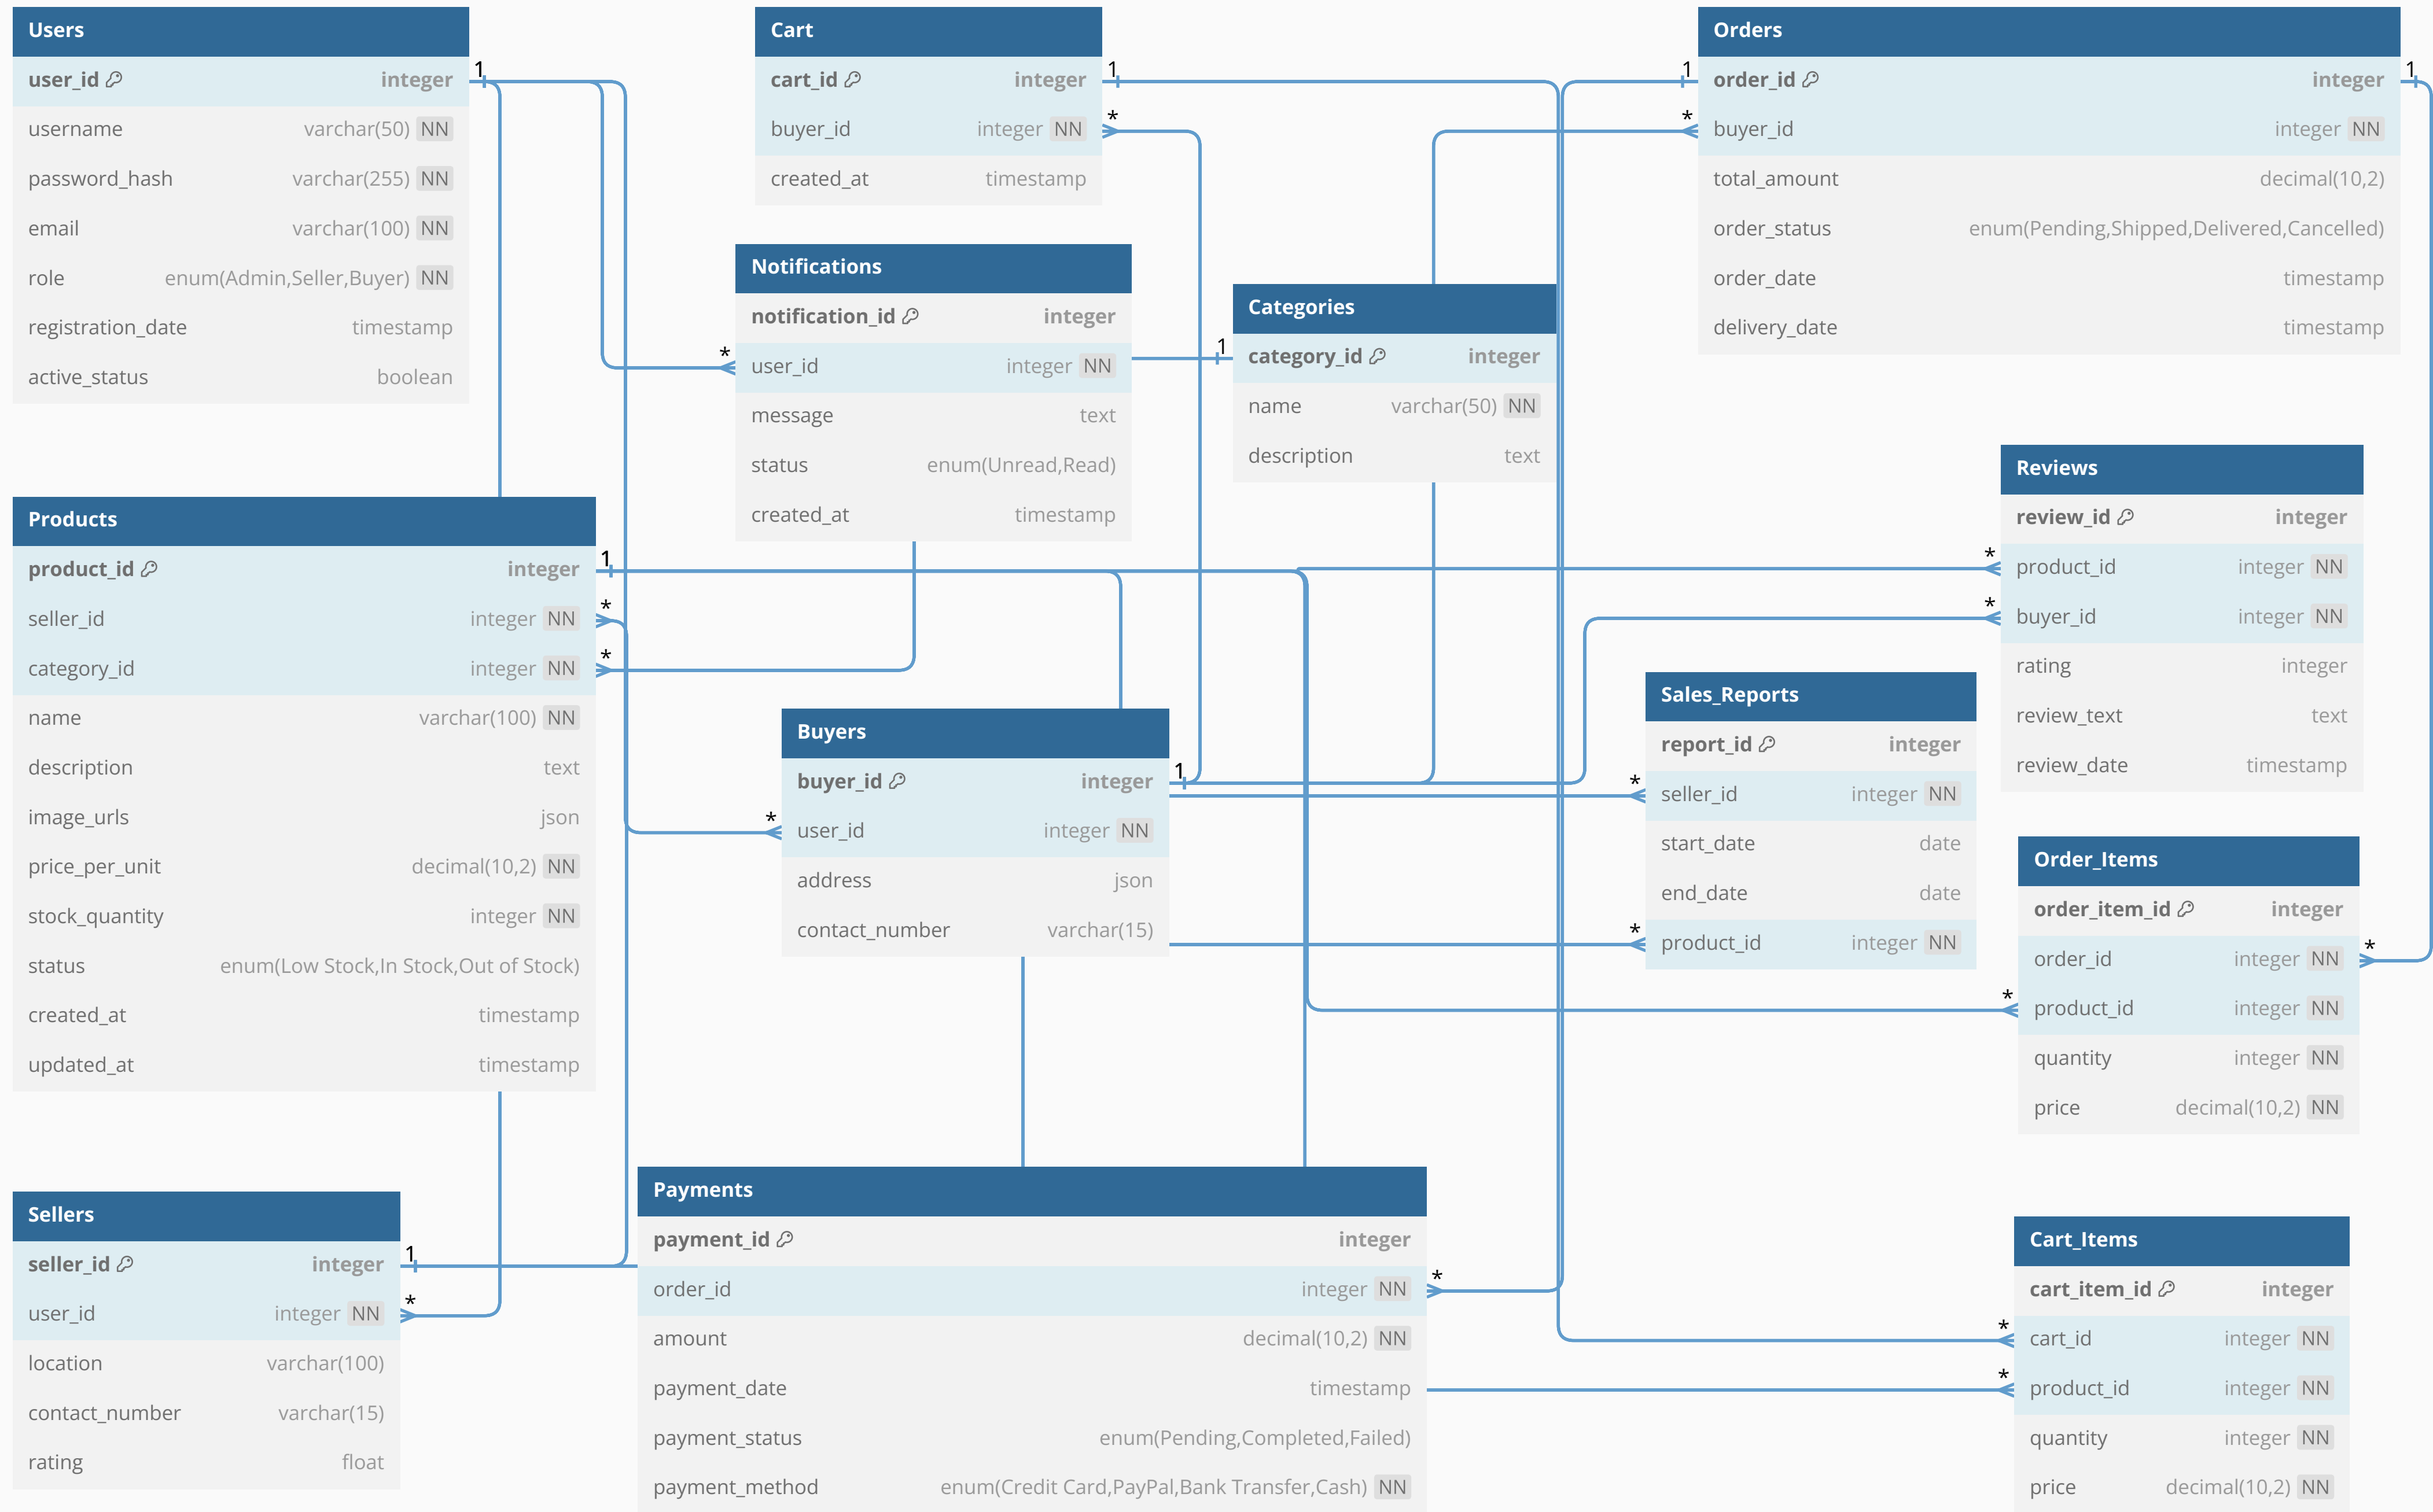 Users
user_id integer
username varchar(50) NN
password_hash varchar(255) NN
email varchar(100) NN
role enum(Admin,Seller,Buyer) NN
registration_date timestamp
active_status boolean
1
Cart
cart_id integer
buyer_id integer NN
created_at timestamp
1
*
Orders
order_id integer
buyer_id integer NN
total_amount decimal(10,2)
order_status enum(Pending,Shipped,Delivered,Cancelled)
order_date timestamp
delivery_date timestamp
1
*
1
Notifications
notification_id integer
user_id integer NN
message text
status enum(Unread,Read)
created_at timestamp
*
Categories
category_id integer
name varchar(50) NN
description text
1
Products
product_id integer
seller_id integer NN
category_id integer NN
name varchar(100) NN
description text
image_urls json
price_per_unit decimal(10,2) NN
stock_quantity integer NN
status enum(Low Stock,In Stock,Out of Stock)
created_at timestamp
updated_at timestamp
1
*
*
Reviews
review_id integer
product_id integer NN
buyer_id integer NN
rating integer
review_text text
review_date timestamp
*
*
Buyers
buyer_id integer
user_id integer NN
address json
contact_number varchar(15)
1
*
Sales_Reports
report_id integer
seller_id integer NN
start_date date
end_date date
product_id integer NN
*
*
Order_Items
order_item_id integer
order_id integer NN
product_id integer NN
quantity integer NN
price decimal(10,2) NN
*
*
Sellers
seller_id integer
user_id integer NN
location varchar(100)
contact_number varchar(15)
rating float
1
*
Payments
payment_id integer
order_id integer NN
amount decimal(10,2) NN
payment_date timestamp
payment_status enum(Pending,Completed,Failed)
payment_method enum(Credit Card,PayPal,Bank Transfer,Cash) NN
*
Cart_Items
cart_item_id integer
cart_id integer NN
product_id integer NN
quantity integer NN
price decimal(10,2) NN
*
*